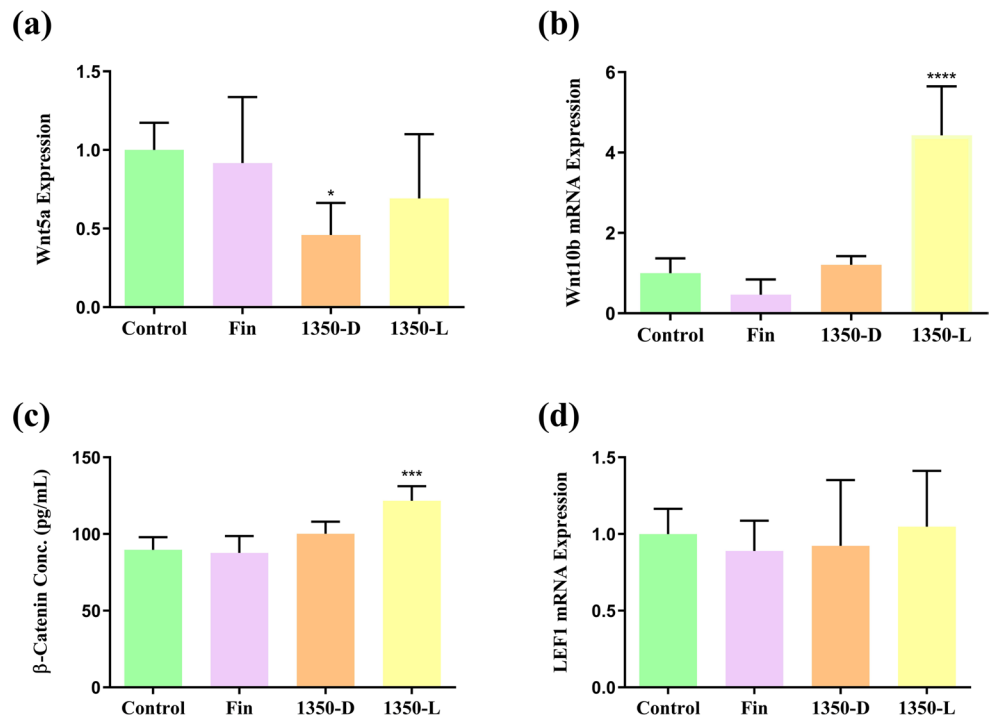 (a)
Wnt5a Expression
1.5
1.0
0.5
0.0
*
Control Fin 1350-D 1350-L
(b)
Wnt10b mRNA Expression
6
4
2
0
****
Control Fin 1350-D 1350-L
(c)
β-Catenin Conc. (pg/mL)
150
100
50
0
***
Control Fin 1350-D 1350-L
(d)
LEF1 mRNA Expression
1.5
1.0
0.5
0.0
Control Fin 1350-D 1350-L